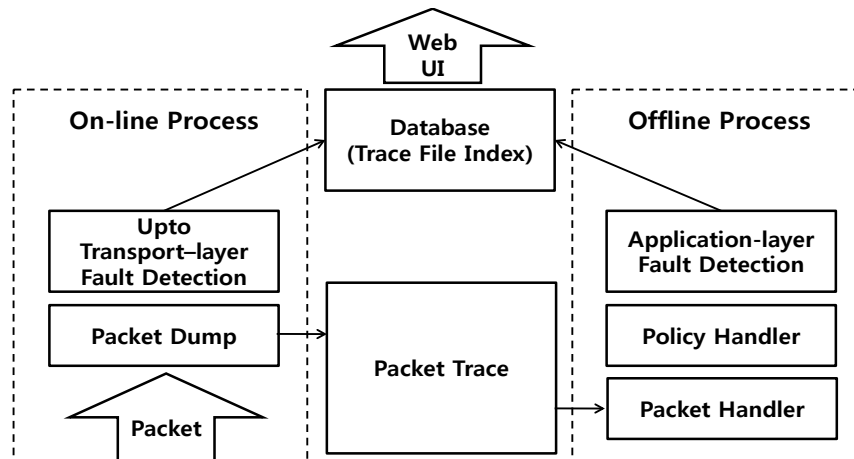 Web
UI
On-line Process
Database
(Trace File Index)
Offline Process
Upto
Transport–layer
Fault Detection
Application-layer
Fault Detection
Packet Dump
Packet Trace
Policy Handler
Packet Handler
Packet